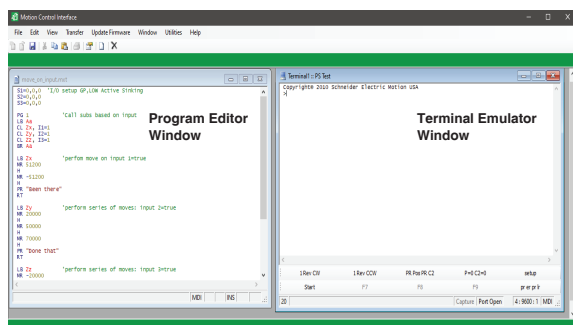 Motion Control Interface
File Edit View Transfer Update Firmware Window Utilities Help
move_on_input.mxt
S1=0,0,0 'I/O setup GP,LOW Active Sinking
S2=0,0,0
S3=0,0,0
PG 1 'Call subs based on input
LB Aa
CL Zx, I1=1
CL Zy, I2=1
CL Zz, I3=1
BR Aa
LB Zx 'perfom move on input 1=true
MR 51200
H
MR -51200
H
PR "Been there"
RT
LB Zy 'perform series of moves: input 2=true
MR 20000
H
MR 50000
H
MR 70000
H
PR "Done that"
RT
LB Zz 'perform series of moves: input 3=true
MR -20000
Program Editor
Window
MDI INS
Terminal1 :: PS Test
Copyright© 2010 Schneider Electric Motion USA
>
Terminal Emulator
Window
1 Rev CW 1 Rev CCW PR Pos PR C2 P=0 C2=0 setup
Start F7 F8 F9 pr er pr lr
20 Capture Port Open 4 : 9600 : 1 MDI